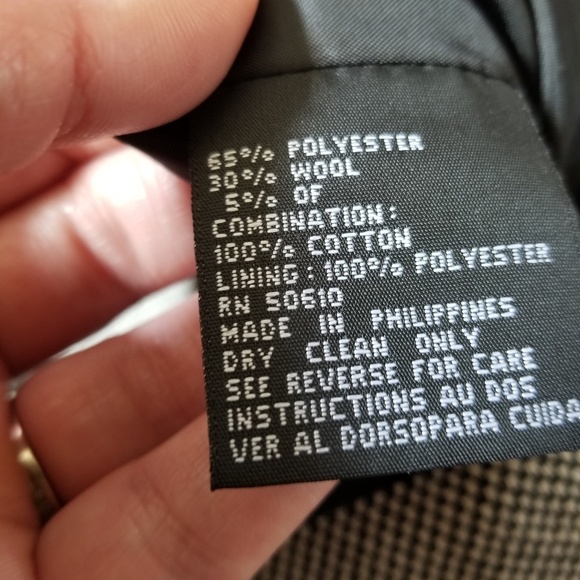 65% POLYESTER
30% WOOL
5% OF
COMBINATION:
100% COTTON
LINING: 100% POLYESTER
RN 50610
MADE IN PHILIPPINES
DRY CLEAN ONLY
SEE REVERSE FOR CARE
INSTRUCTIONS AU DOS
VER AL DORSOPARA CUIDA